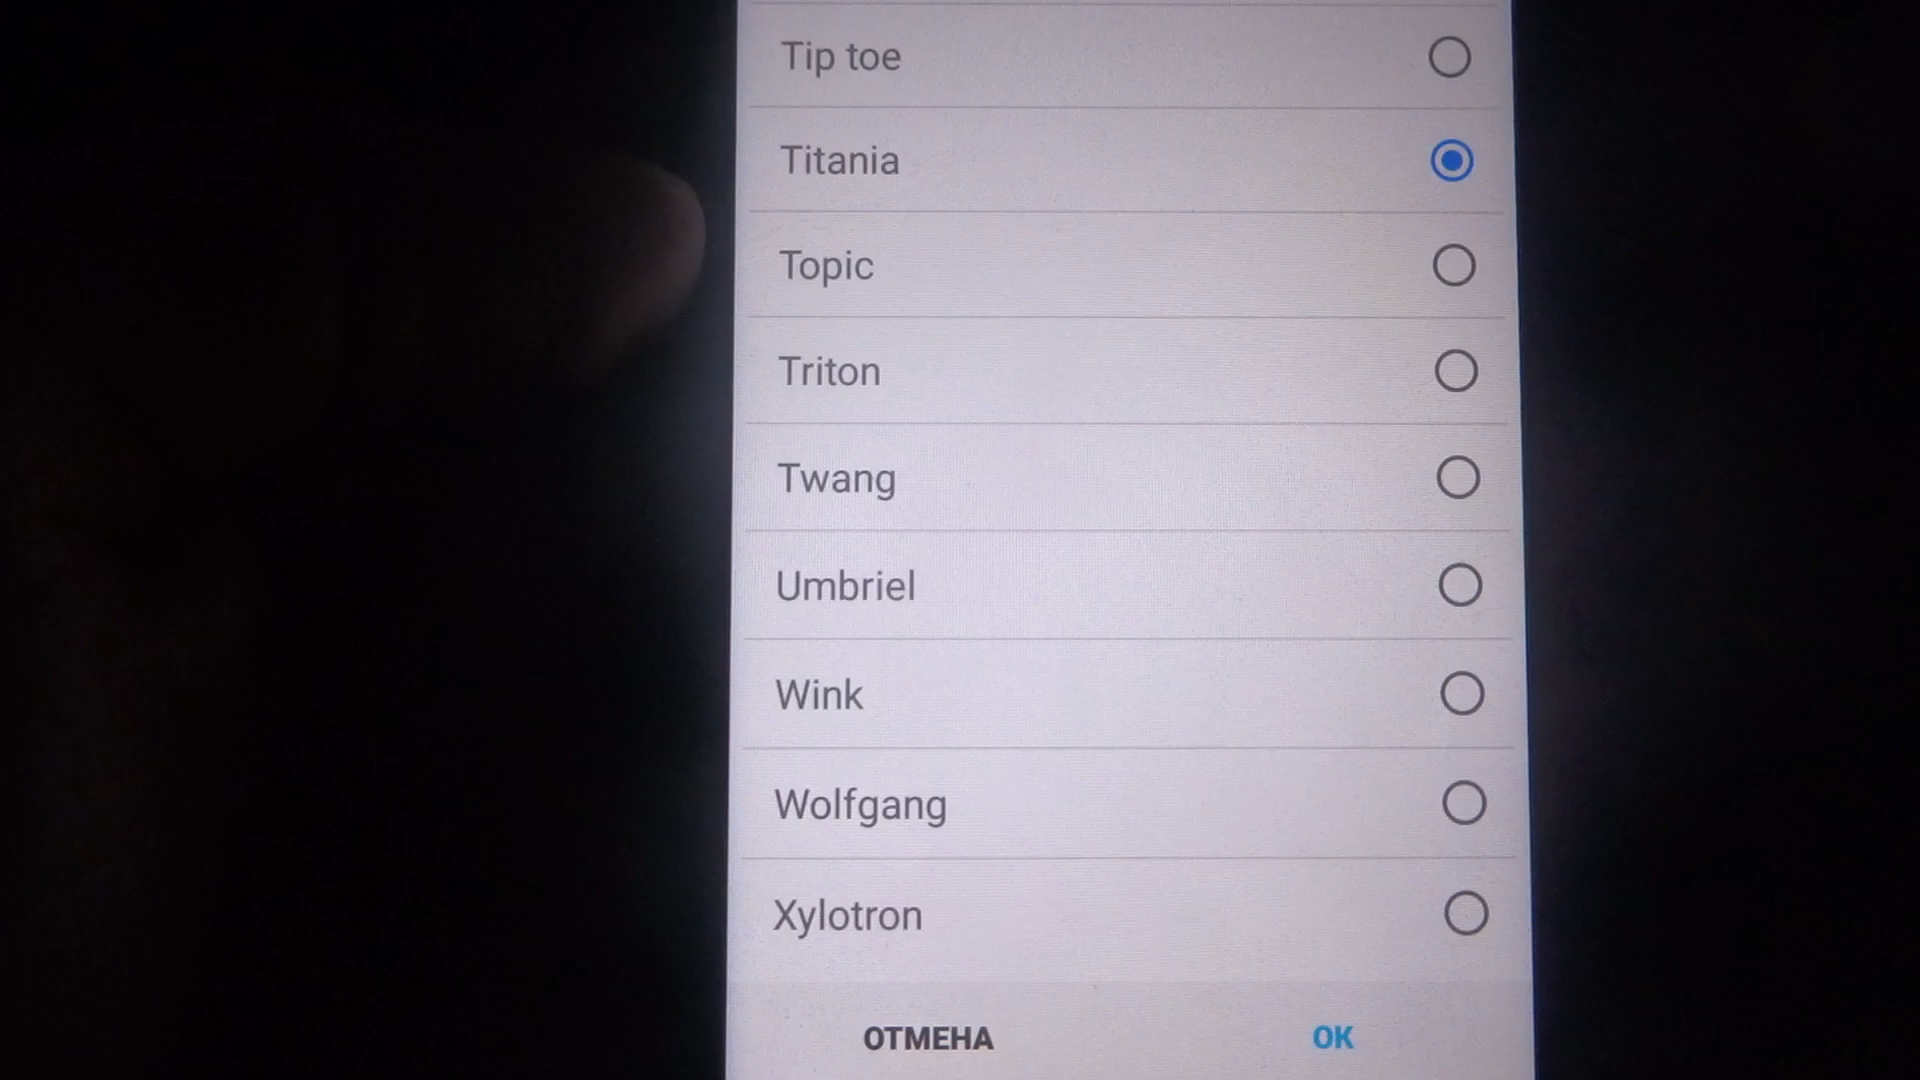 Tip toe
Titania
Topic
Triton
Twang
Umbriel
Wink
Wolfgang
Xylotron
ОТМЕНА
OK